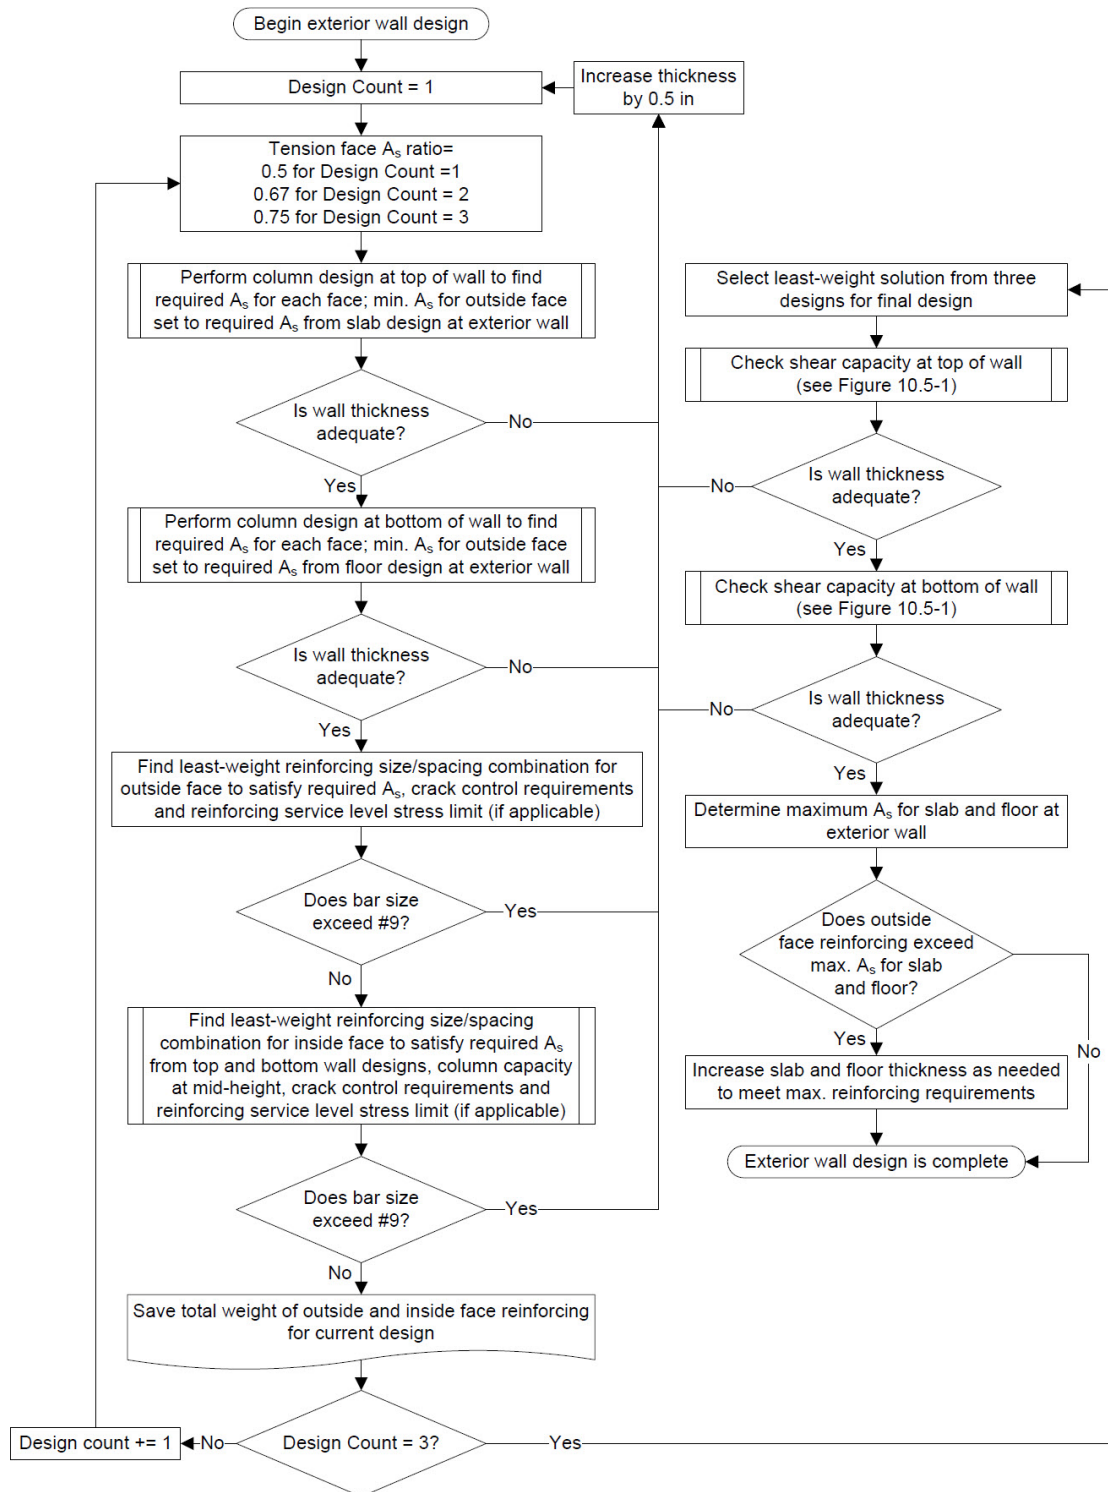 Begin exterior wall design
Design Count = 1
Increase thickness
by 0.5 in
Tension face As ratio=
0.5 for Design Count =1
0.67 for Design Count = 2
0.75 for Design Count = 3
Perform column design at top of wall to find
required As for each face; min. As for outside face
set to required As from slab design at exterior wall
Is wall thickness
adequate?
No
Yes
Perform column design at bottom of wall to find
required As for each face; min. As for outside face
set to required As from floor design at exterior wall
Is wall thickness
adequate?
No
Yes
Find least-weight reinforcing size/spacing combination for
outside face to satisfy required As, crack control requirements
and reinforcing service level stress limit (if applicable)
Does bar size
exceed #9?
Yes
No
Find least-weight reinforcing size/spacing
combination for inside face to satisfy required As
from top and bottom wall designs, column capacity
at mid-height, crack control requirements and
reinforcing service level stress limit (if applicable)
Does bar size
exceed #9?
Yes
No
Save total weight of outside and inside face reinforcing
for current design
Design Count = 3?
No
Design count += 1
Yes
Select least-weight solution from three
designs for final design
Check shear capacity at top of wall
(see Figure 10.5-1)
Is wall thickness
adequate?
No
Yes
Check shear capacity at bottom of wall
(see Figure 10.5-1)
Is wall thickness
adequate?
No
Yes
Determine maximum As for slab and floor at
exterior wall
Does outside
face reinforcing exceed
max. As for slab
and floor?
Yes
No
Increase slab and floor thickness as needed
to meet max. reinforcing requirements
Exterior wall design is complete